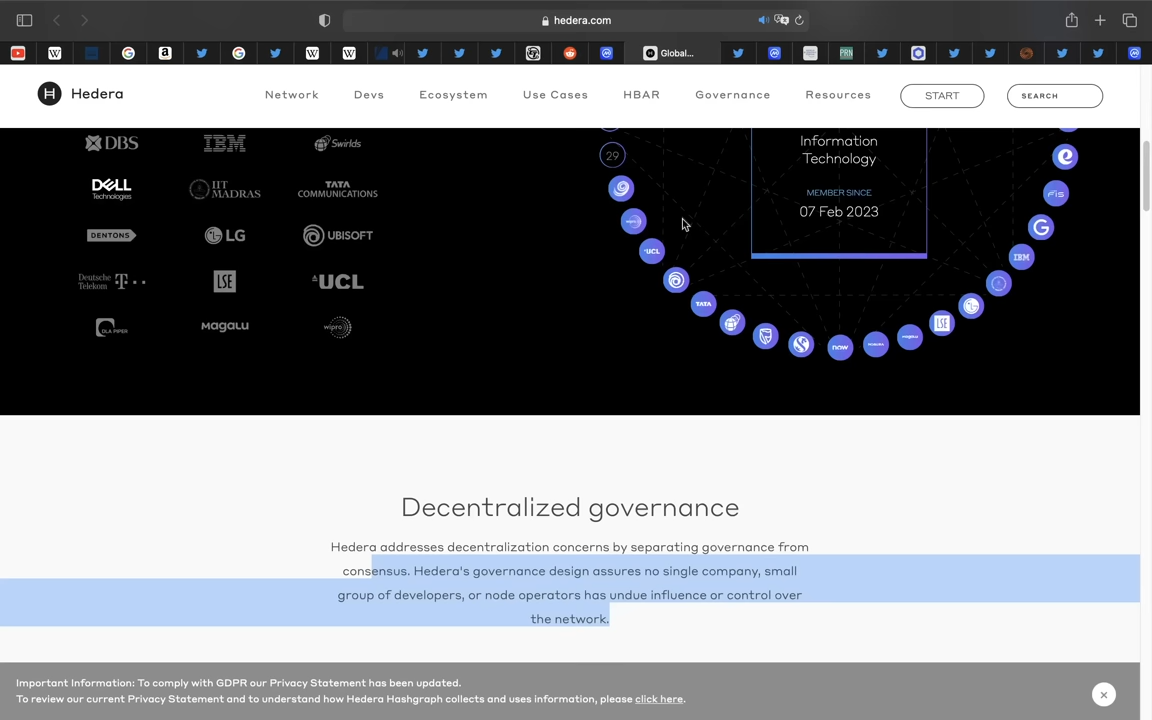 hedera.com
Global...
Hedera
Network
Devs
Ecosystem
Use Cases
HBAR
Governance
Resources
START
SEARCH
DBS
IBM
Swirlds
DELL
Technologies
IIT
MADRAS
TATA
COMMUNICATIONS
DENTONS
LG
UBISOFT
Deutsche
Telekom
LSE
UCL
DLA PIPER
Magalu
wipro
29
Information
Technology
MEMBER SINCE
07 Feb 2023
FIS
G
IBM
LSE
now
TATA
UCL
Decentralized governance
Hedera addresses decentralization concerns by separating governance from
consensus. Hedera's governance design assures no single company, small
group of developers, or node operators has undue influence or control over
the network.
Important Information: To comply with GDPR our Privacy Statement has been updated.
To review our current Privacy Statement and to understand how Hedera Hashgraph collects and uses information, please click here.